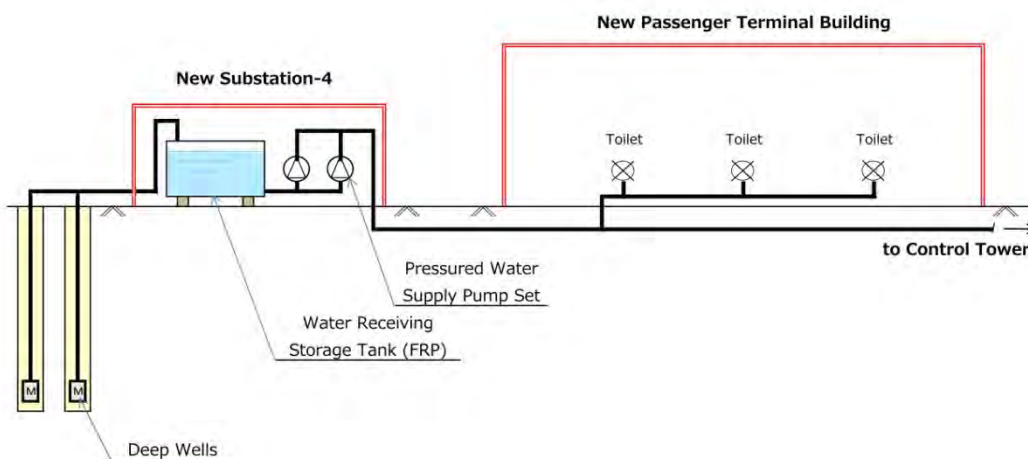 New Passenger Terminal Building
New Substation-4
Toilet
Toilet
Toilet
to Control Tower
Pressured Water
Supply Pump Set
Water Receiving
Storage Tank (FRP)
M
M
Deep Wells